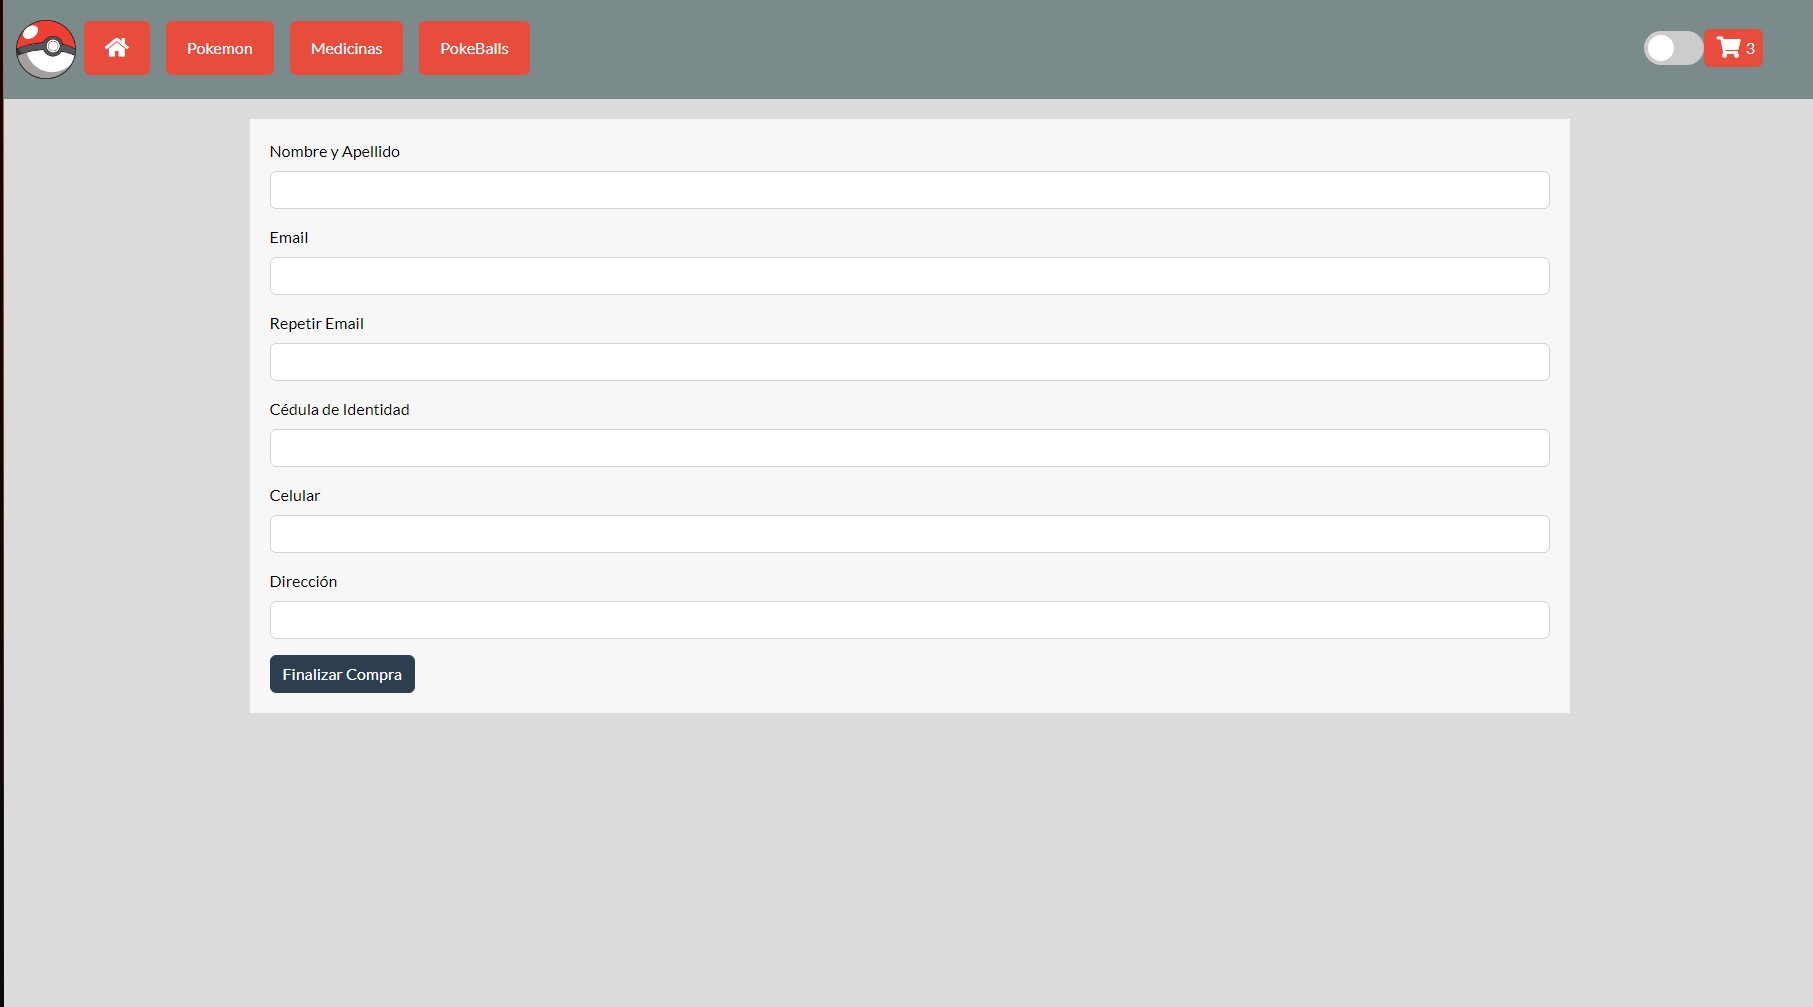 Pokemon Medicinas PokeBalls 3
Nombre y Apellido
Email
Repetir Email
Cédula de Identidad
Celular
Dirección
Finalizar Compra